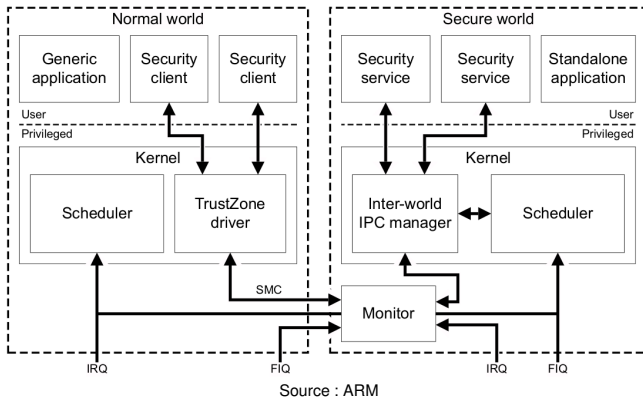 Normal world
Secure world
Generic
application
Security
client
Security
client
Security
service
Security
service
Standalone
application
User
Privileged
User
Privileged
Kernel
Kernel
Scheduler
TrustZone
driver
Inter-world
IPC manager
Scheduler
SMC
Monitor
IRQ
FIQ
IRQ
FIQ
Source : ARM